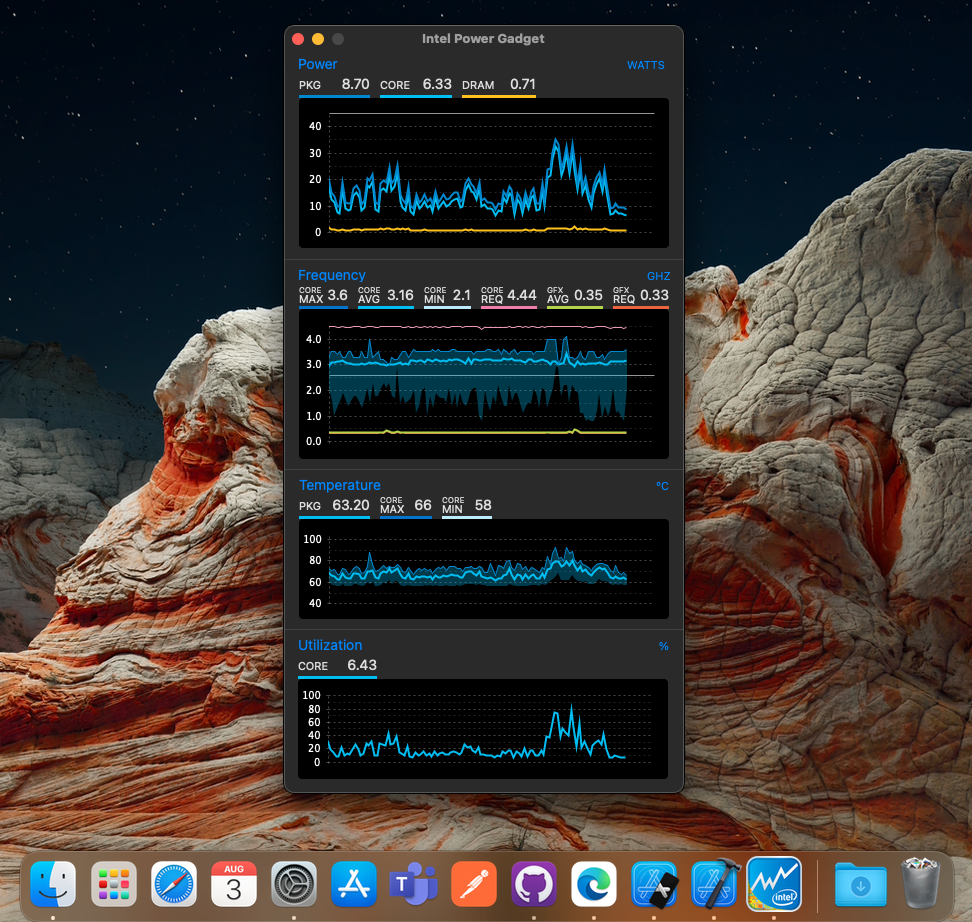 Intel Power Gadget
Power WATTS
PKG 8.70 CORE 6.33 DRAM 0.71
40
30
20
10
0
Frequency GHZ
CORE MAX 3.6 CORE AVG 3.16 CORE MIN 2.1 CORE REQ 4.44 GFX AVG 0.35 GFX REQ 0.33
4.0
3.0
2.0
1.0
0.0
Temperature °C
PKG 63.20 CORE MAX 66 CORE MIN 58
100
80
60
40
Utilization %
CORE 6.43
100
80
60
40
20
0
AUG
3
T
intel